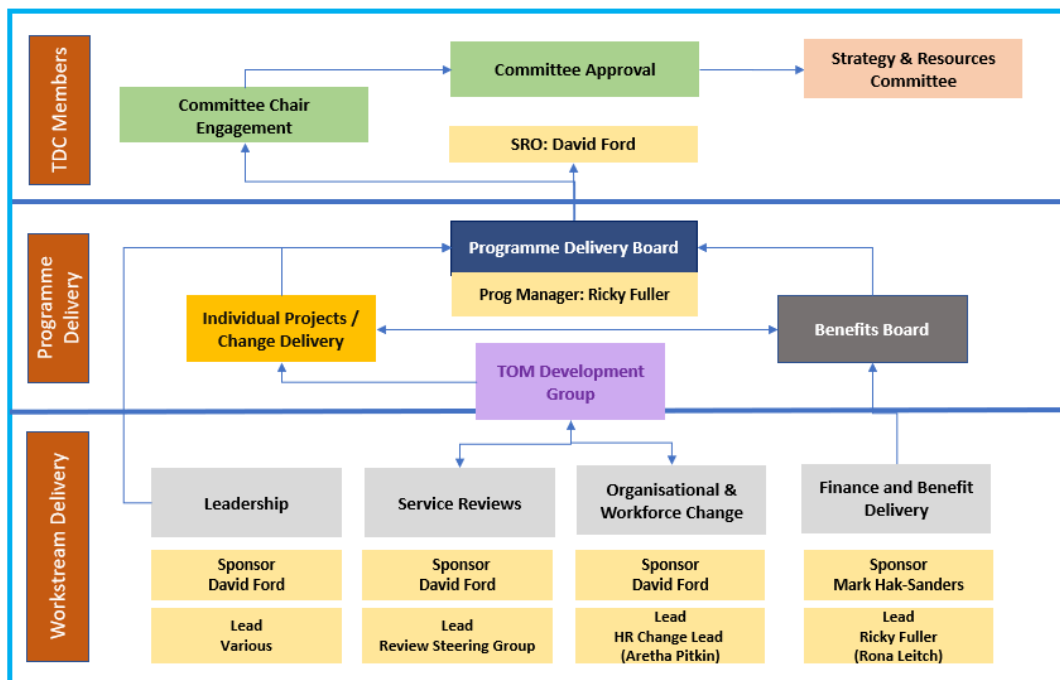 TDC Members
Committee Approval
Strategy & Resources
Committee
Committee Chair
Engagement
SRO: David Ford
Programme
Delivery
Programme Delivery Board
Prog Manager: Ricky Fuller
Individual Projects /
Change Delivery
Benefits Board
TOM Development
Group
Workstream Delivery
Leadership
Service Reviews
Organisational &
Workforce Change
Finance and Benefit
Delivery
Sponsor
David Ford
Sponsor
David Ford
Sponsor
David Ford
Sponsor
Mark Hak-Sanders
Lead
Various
Lead
Review Steering Group
Lead
HR Change Lead
(Aretha Pitkin)
Lead
Ricky Fuller
(Rona Leitch)